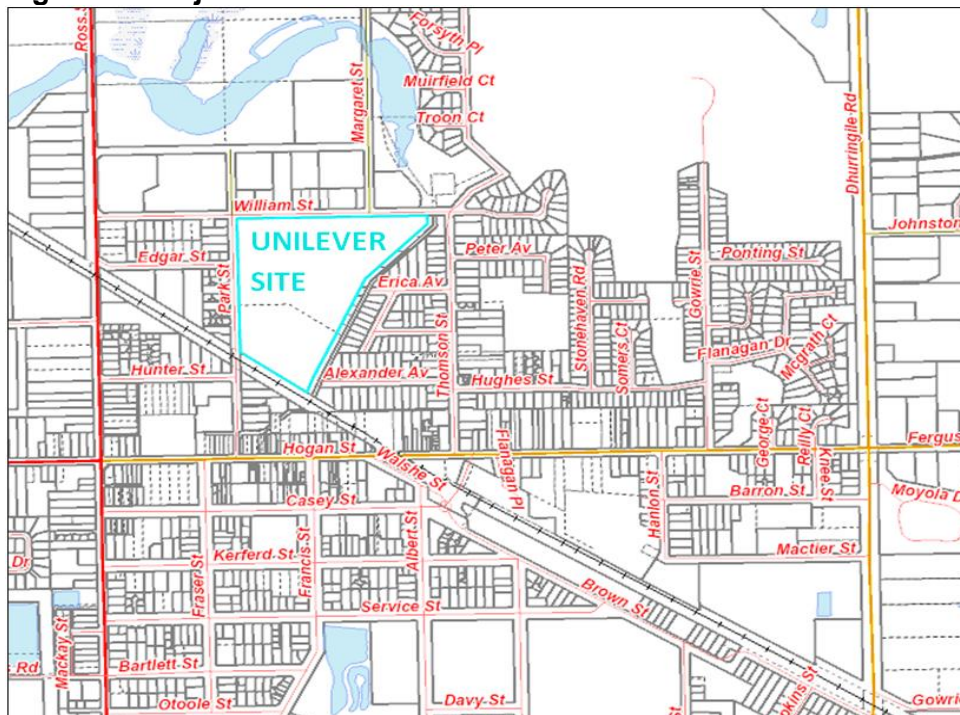 Ross
Forsyth Pl
Muirfield Ct
Margaret St
Troon Ct
Dhurringile Rd
William St
Johnston
UNILEVER
SITE
Edgar St
Park St
Peter Av
Ponting St
Erica Av
Gowrie St
Stonehaven Rd
Thomson St
Somers Ct
Flanagan Dr
Mcgrath Ct
Hunter St
Alexander Av
Hughes St
George Ct
Reilly Ct
Knee St
Hogan St
Walshe St
Flanagan Pl
Fergus
Casey St
Hanlon St
Barron St
Moyola D
Albert St
Francis St
Kerferd St
Mactier St
Dr
Fraser St
Brown St
Service St
Mackay St
s Rd
Bartlett St
Otoole St
Davy St
kins St
Gowri